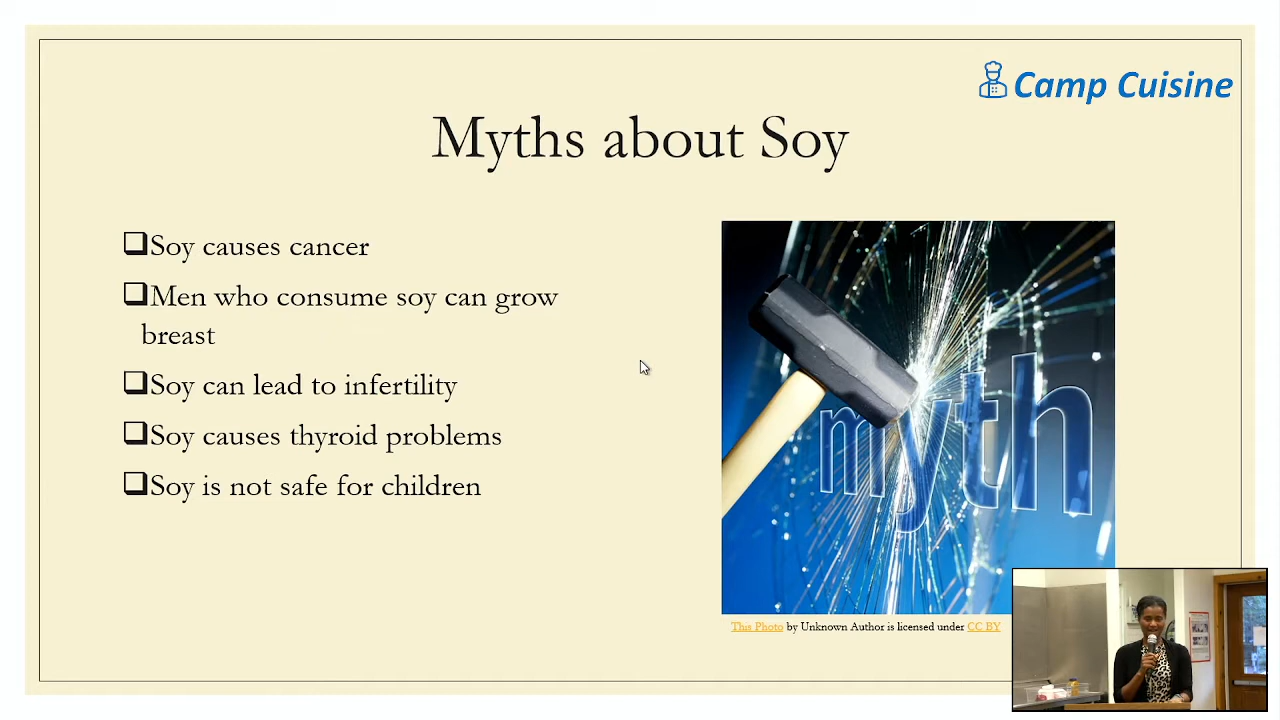 Camp Cuisine
Myths about Soy
Soy causes cancer
Men who consume soy can grow
breast
Soy can lead to infertility
Soy causes thyroid problems
Soy is not safe for children
myth
This Photo by Unknown Author is licensed under CC BY